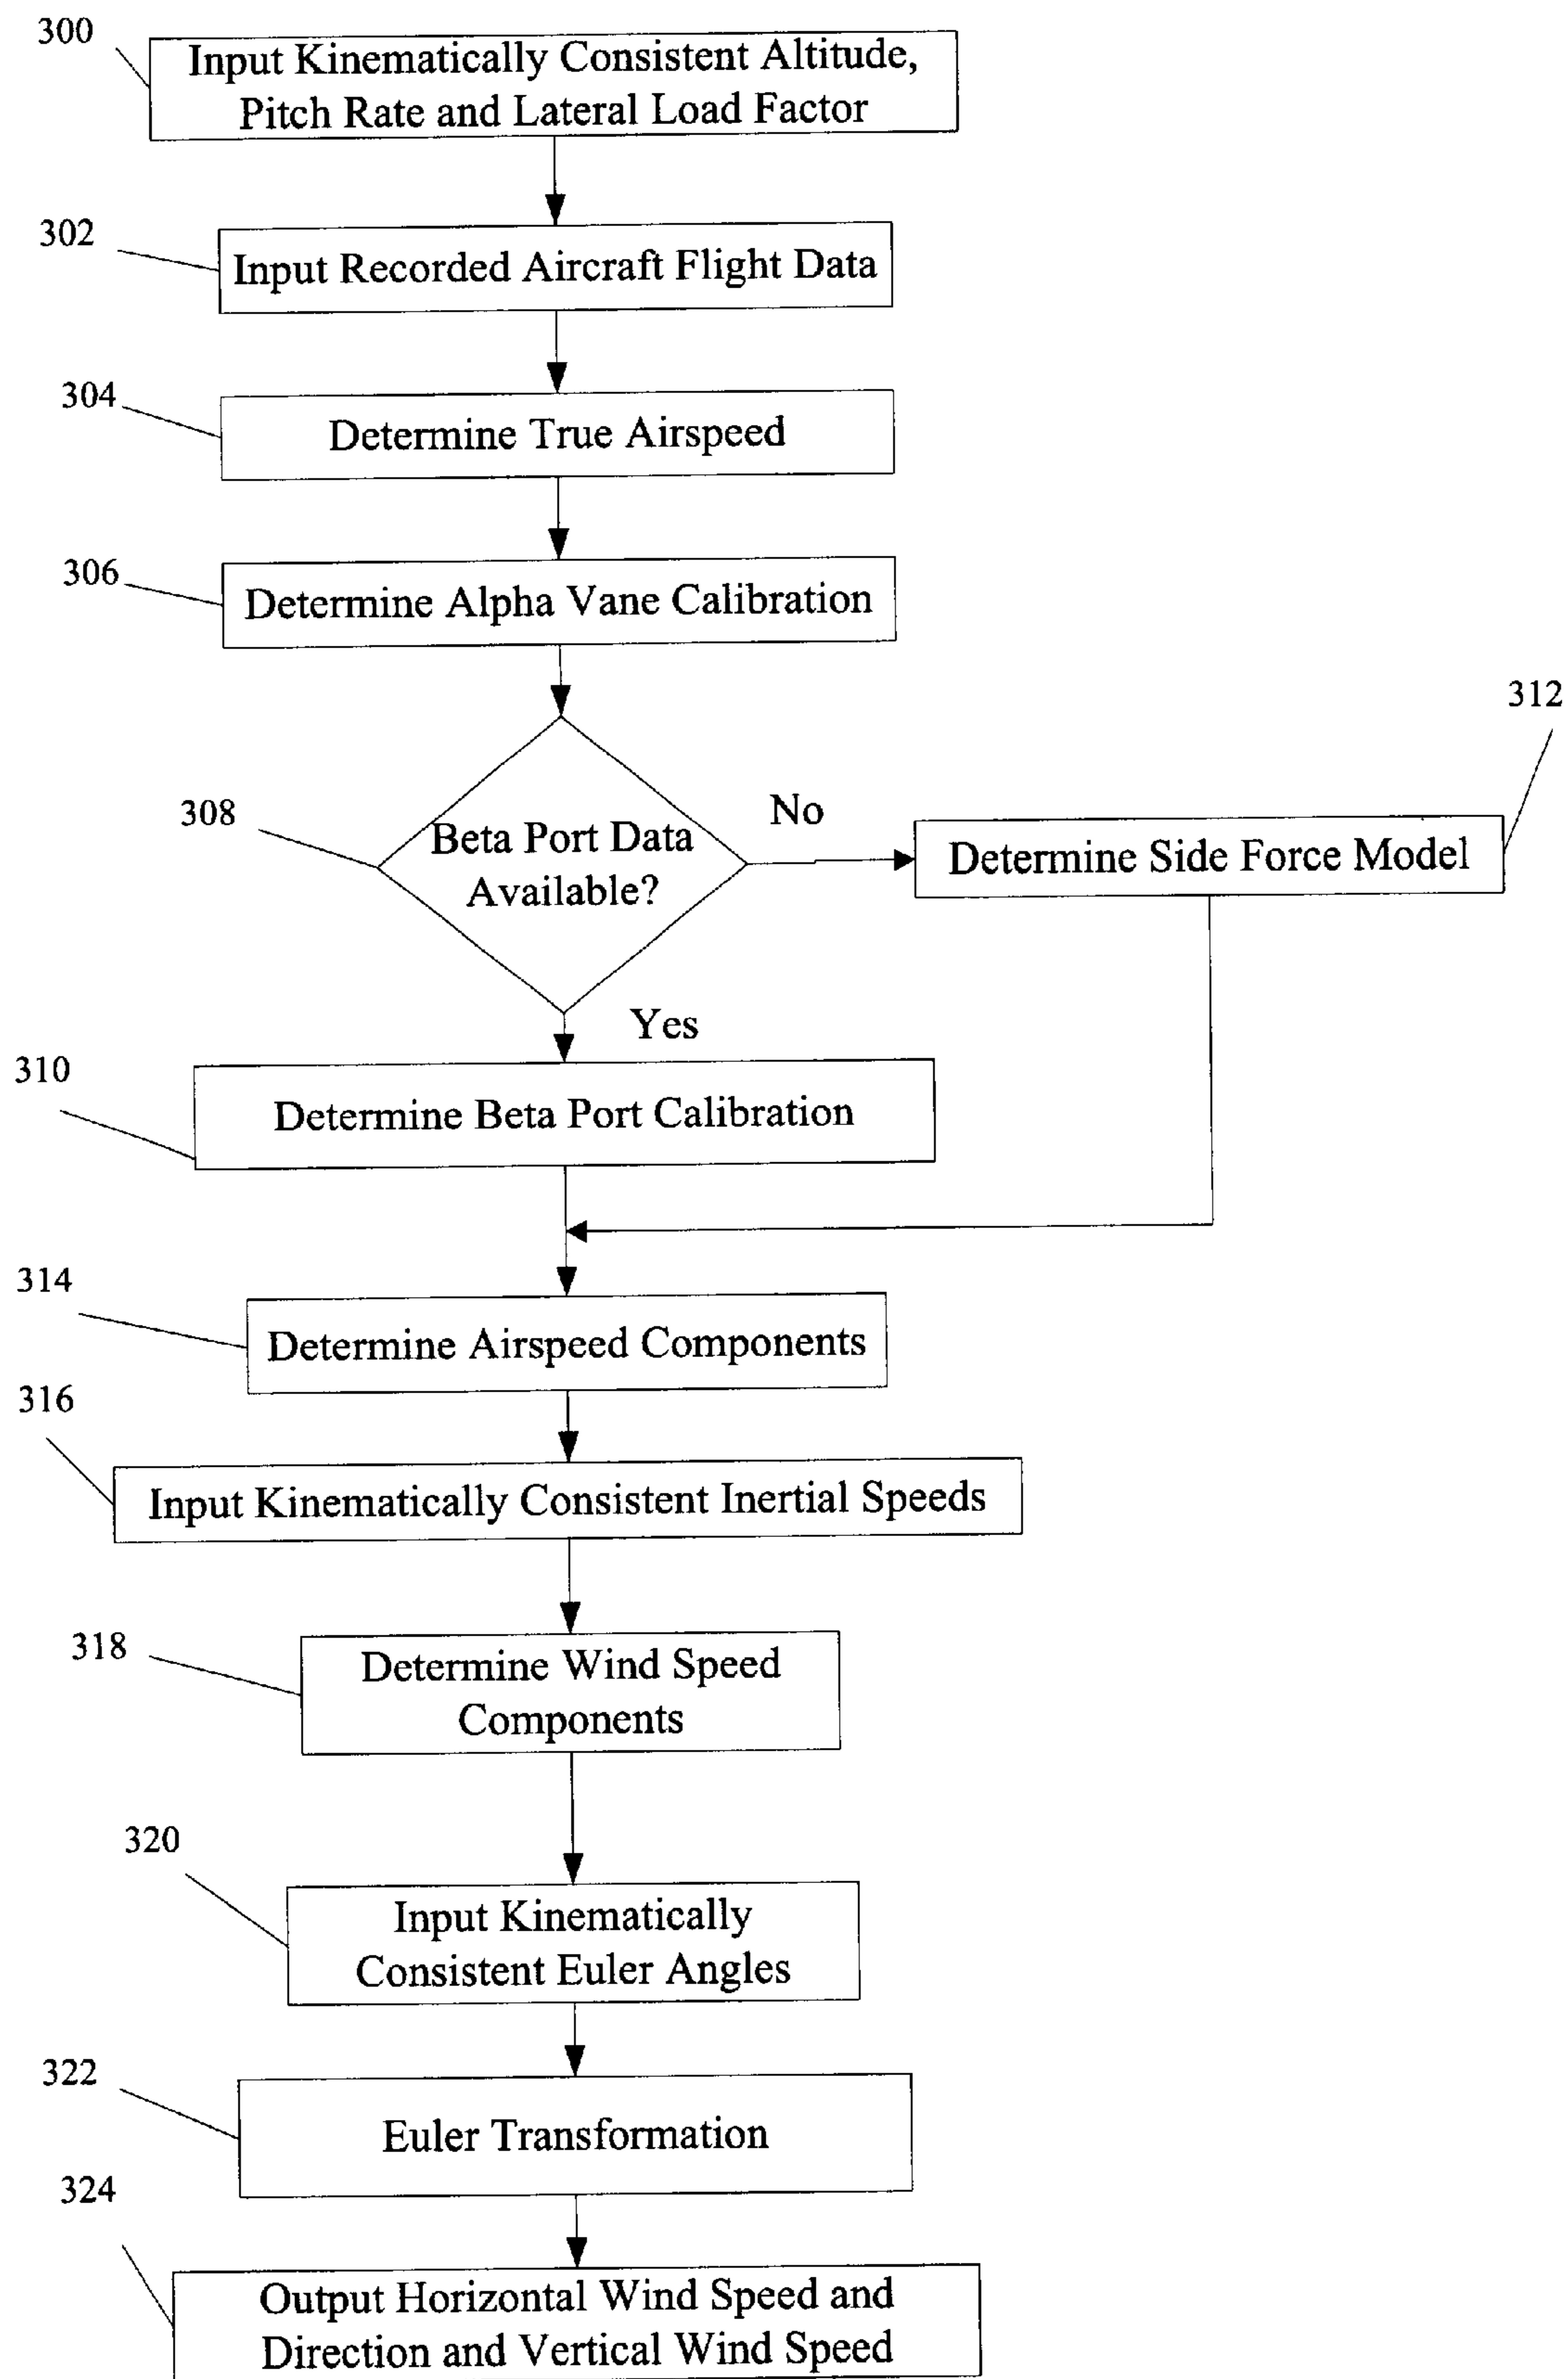 300
Input Kinematically Consistent Altitude,
Pitch Rate and Lateral Load Factor
302
Input Recorded Aircraft Flight Data
304
Determine True Airspeed
306
Determine Alpha Vane Calibration
308
Beta Port Data
Available?
No
312
Determine Side Force Model
Yes
310
Determine Beta Port Calibration
314
Determine Airspeed Components
316
Input Kinematically Consistent Inertial Speeds
318
Determine Wind Speed
Components
320
Input Kinematically
Consistent Euler Angles
322
Euler Transformation
324
Output Horizontal Wind Speed and
Direction and Vertical Wind Speed